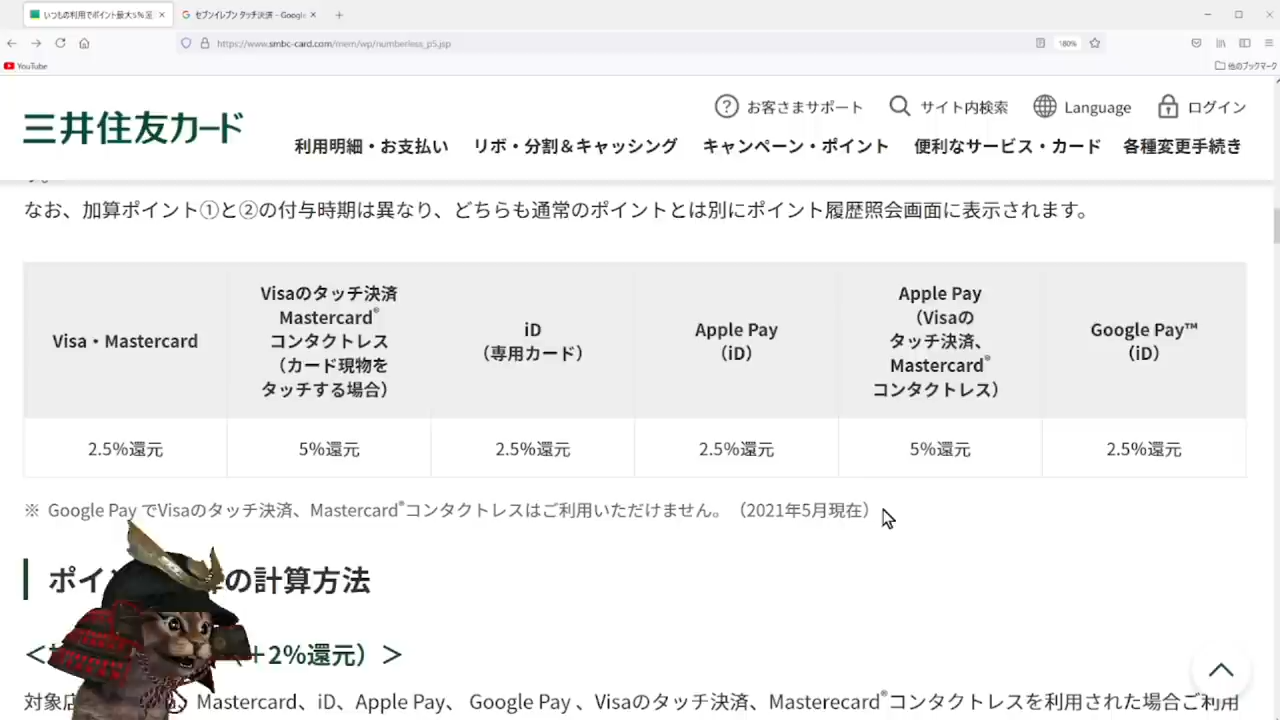 いつもの利用でポイント最大5%還
セブンイレブン タッチ決済 - Google
https://www.smbc-card.com/mem/wp/numberless_p5.jsp
180%
YouTube
他のブックマーク
お客さまサポート
サイト内検索
Language
ログイン
三井住友カード
利用明細・お支払い
リボ・分割＆キャッシング
キャンペーン・ポイント
便利なサービス・カード
各種変更手続き
す。
なお、加算ポイント①と②の付与時期は異なり、どちらも通常のポイントとは別にポイント履歴照会画面に表示されます。
Visa・Mastercard
Visaのタッチ決済
Mastercard®
コンタクトレス
（カード現物を
タッチする場合）
iD
（専用カード）
Apple Pay
（iD）
Apple Pay
（Visaの
タッチ決済、
Mastercard®
コンタクトレス）
Google Pay™
（iD）
2.5%還元
5%還元
2.5%還元
2.5%還元
5%還元
2.5%還元
※ Google Pay でVisaのタッチ決済、Mastercard®コンタクトレスはご利用いただけません。（2021年5月現在）
ポイ の計算方法
＜ ＋2%還元）＞
対象店 、Mastercard、iD、Apple Pay、 Google Pay 、Visaのタッチ決済、Masterecard®コンタクトレスを利用された場合ご利用